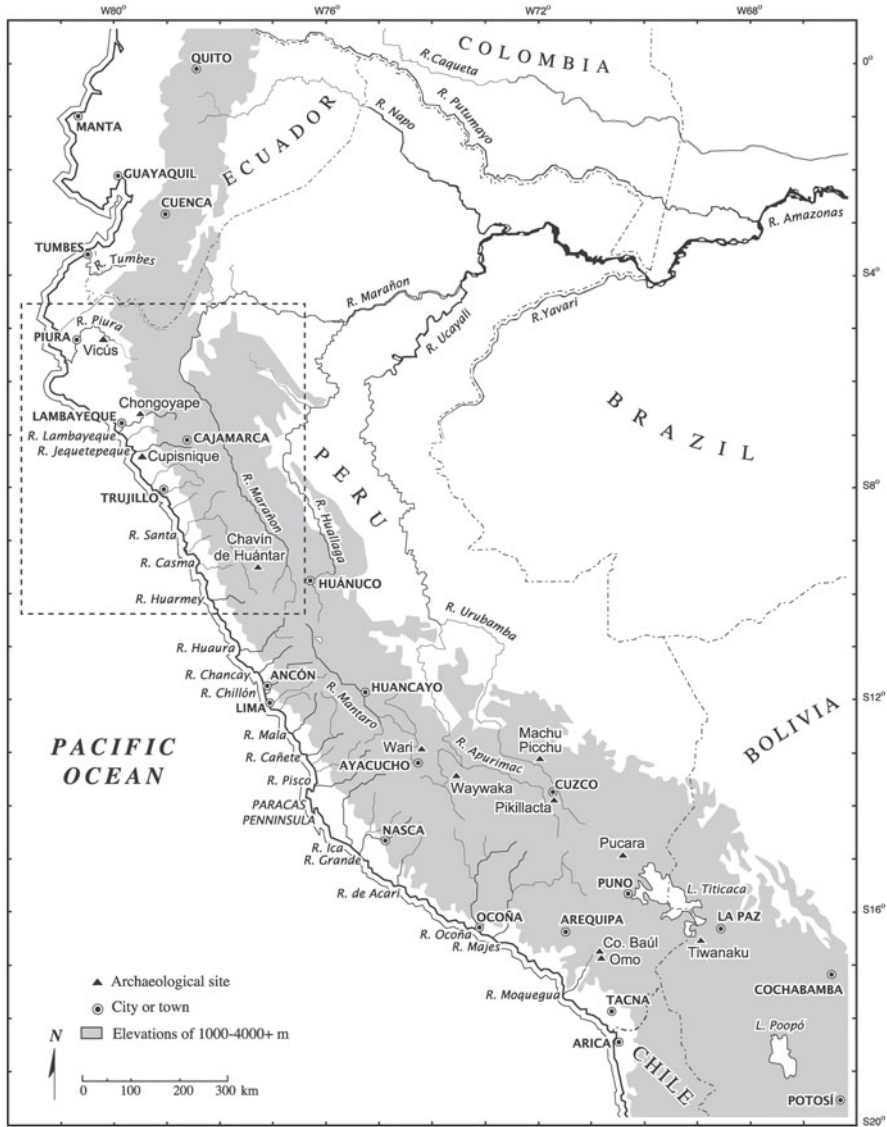 W80°
W76°
W72°
W68°
COLOMBIA
QUITO
R.Caqueta
0°
R. Putumayo
R. Napo
MANTA
ECUADOR
GUAYAQUIL
CUENCA
R. Amazonas
TUMBES
R. Tumbes
S4°
R. Marañon
R. Ucayali
R.Yavari
R. Piura
PIURA
Vicús
BRAZIL
Chongoyape
LAMBAYEQUE
R. Lambayeque
CAJAMARCA
R. Jequetepeque
Cupisnique
PERU
R. Marañon
TRUJILLO
S8°
R. Huallaga
R. Santa
Chavín
de Huántar
R. Casma
HUÁNUCO
R. Huarmey
R. Urubamba
R. Huaura
R. Chancay
ANCÓN
R. Chillón
HUANCAYO
LIMA
S12°
R. Mantaro
BOLIVIA
R. Mala
Machu
Picchu
PACIFIC
OCEAN
Wari
R. Apurimac
R. Cañete
AYACUCHO
R. Pisco
Waywaka
CUZCO
Pikillacta
PARACAS
PENNINSULA
NASCA
R. Ica
R. Grande
Pucara
PUNO
L. Titicaca
R. de Acari
S16°
OCOÑA
AREQUIPA
LA PAZ
R. Ocoña
R. Majes
Co. Baúl
Omo
Tiwanaku
Archaeological site
City or town
Elevations of 1000-4000+ m
R. Moquegua
TACNA
COCHABAMBA
L. Poopó
N
ARICA
CHILE
0 100 200 300
km
POTOSÍ
S20°